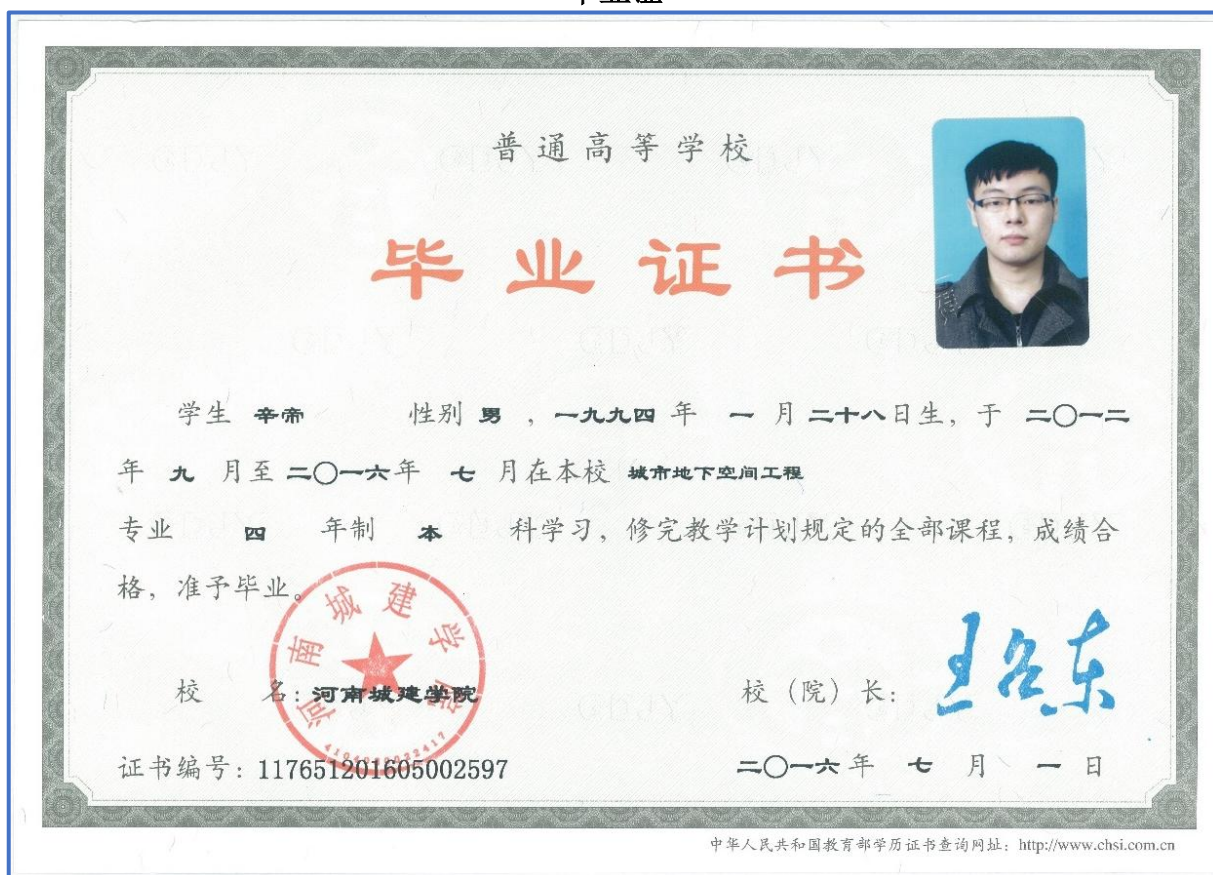 毕业证
普通高等学校
毕业证书
学生 辛帝 性别 男 ，一九九四 年 一 月 二十八日生，于 二〇一二
年 九 月至 二〇一六年 七 月在本校 城市地下空间工程
专业 四 年制 本 科学习，修完教学计划规定的全部课程，成绩合
格，准予毕业。
河南城建学院
校 名：河南城建学院
校（院）长：
证书编号：117651201605002597
二〇一六年 七 月 一 日
中华人民共和国教育部学历证书查询网址：http://www.chsi.com.cn